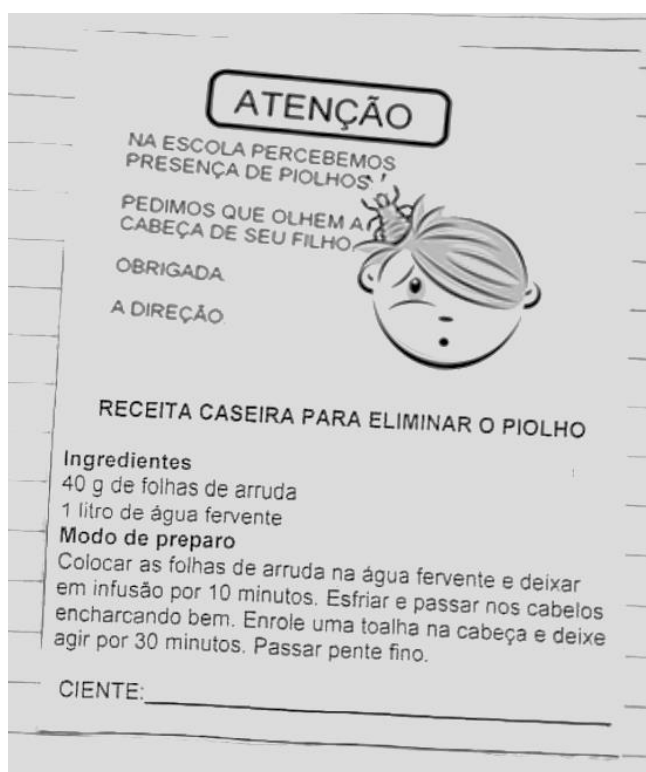 ATENÇÃO
NA ESCOLA PERCEBEMOS
PRESENÇA DE PIOLHOS!
PEDIMOS QUE OLHEM A
CABEÇA DE SEU FILHO.
OBRIGADA.
A DIREÇÃO.
RECEITA CASEIRA PARA ELIMINAR O PIOLHO
Ingredientes
40 g de folhas de arruda
1 litro de água fervente
Modo de preparo
Colocar as folhas de arruda na água fervente e deixar
em infusão por 10 minutos. Esfriar e passar nos cabelos
encharcando bem. Enrole uma toalha na cabeça e deixe
agir por 30 minutos. Passar pente fino.
CIENTE: